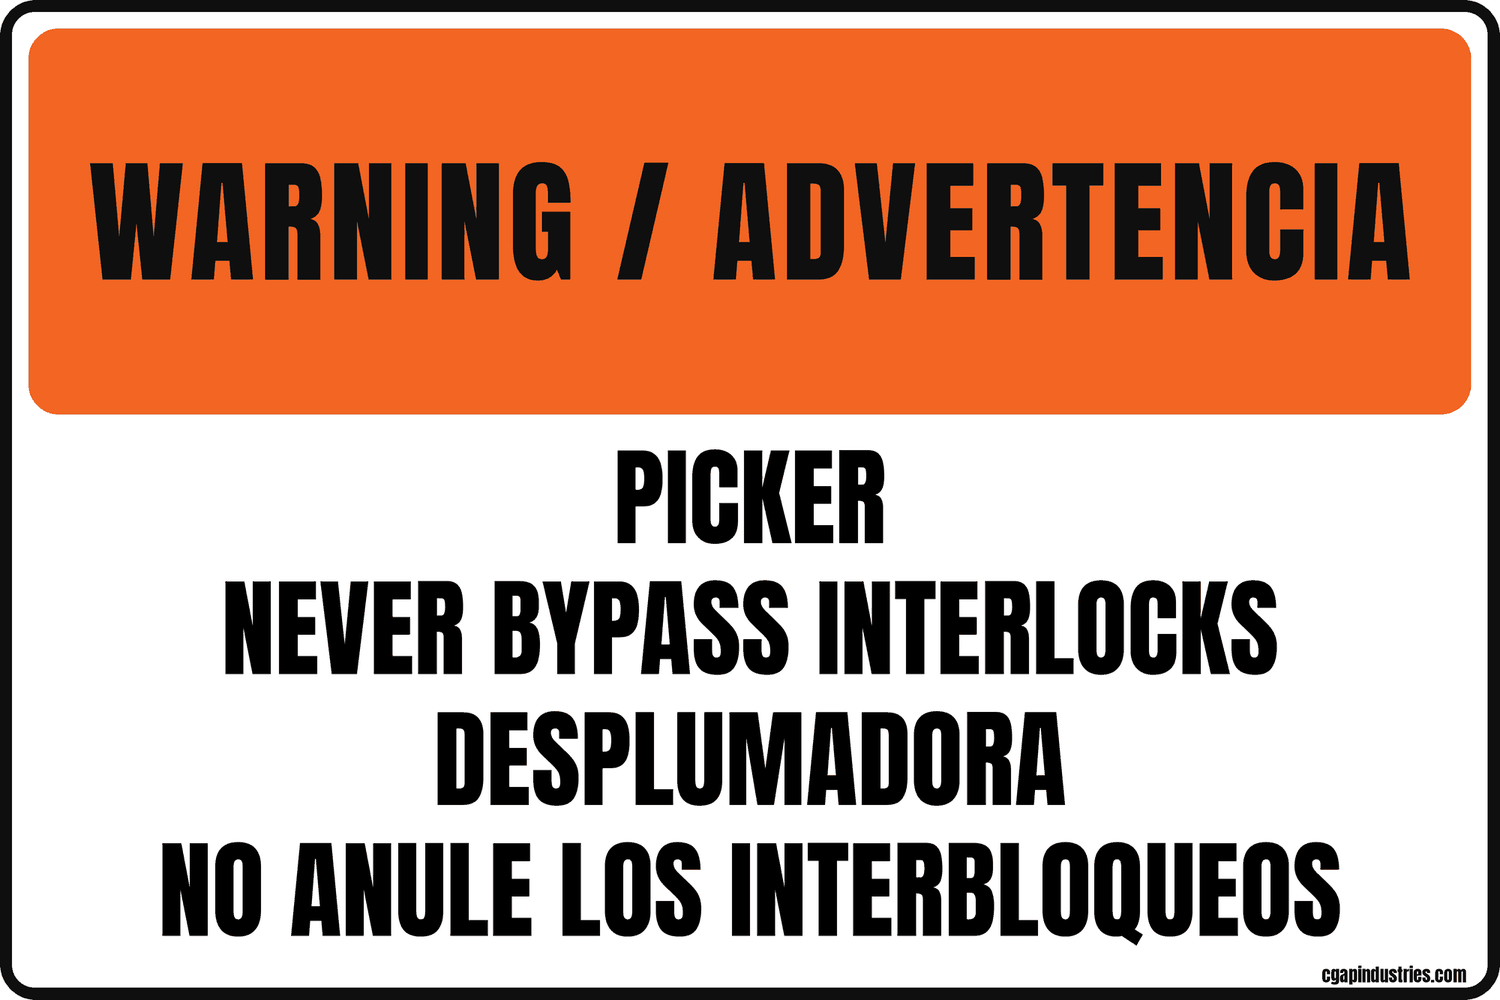 WARNING / ADVERTENCIA
PICKER
NEVER BYPASS INTERLOCKS
DESPLUMADORA
NO ANULE LOS INTERBLOQUEOS
cgapindustries.com